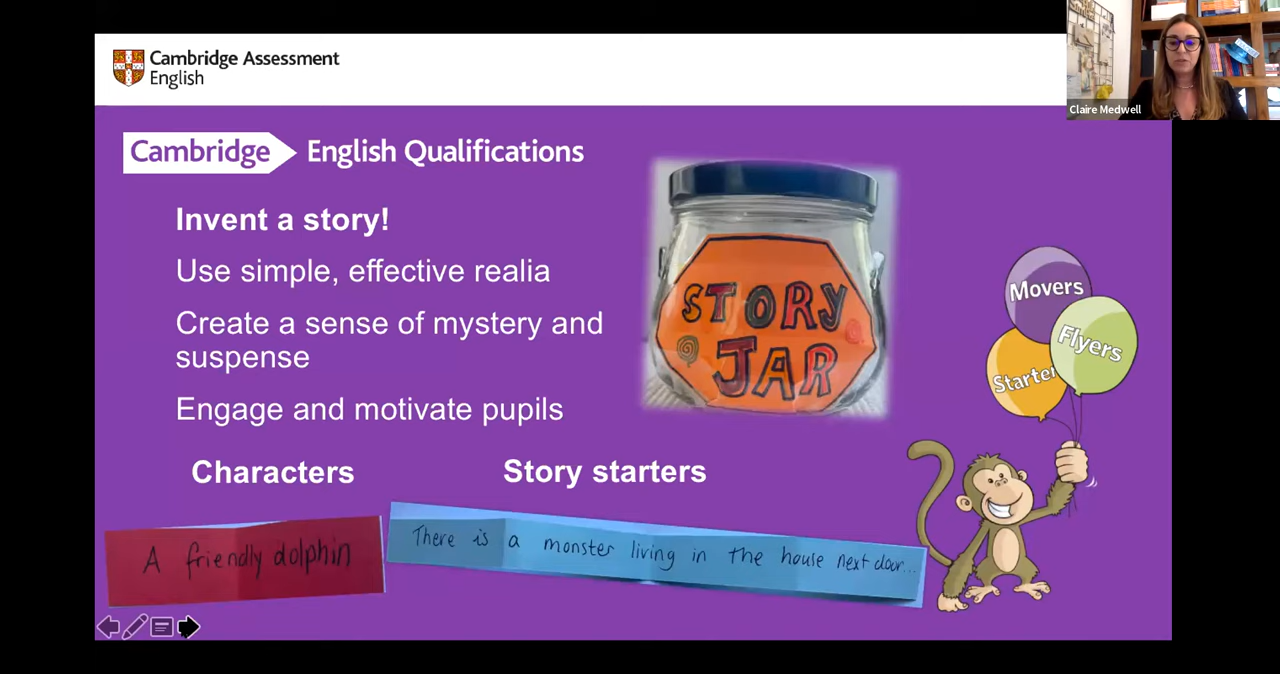 Cambridge Assessment
English
Claire Medwell
Cambridge English Qualifications
Invent a story!
Use simple, effective realia
Create a sense of mystery and
suspense
Engage and motivate pupils
STORY
JAR
Movers
Flyers
Starter
Characters
Story starters
A friendly dolphin
There is a monster living in the house next door...